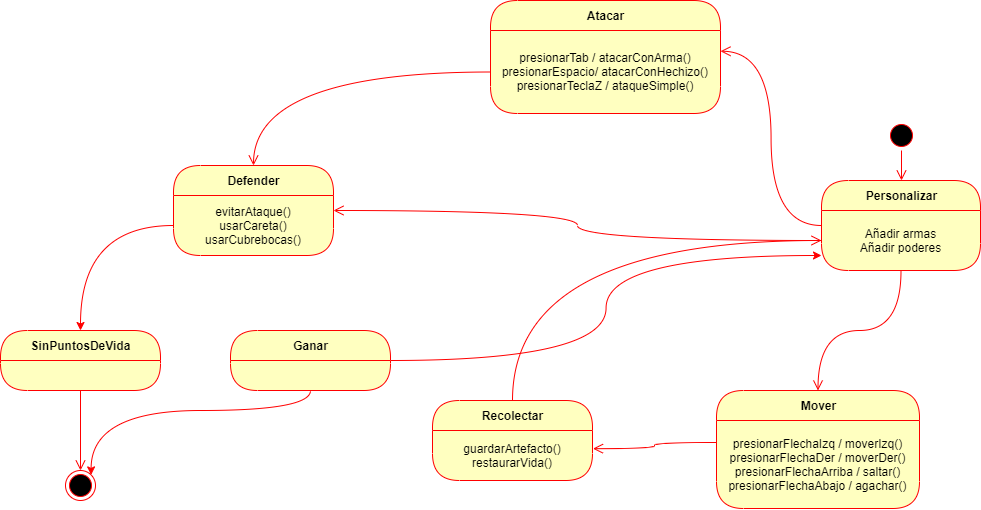 Atacar
presionarTab / atacarConArma()
presionarEspacio/ atacarConHechizo()
presionarTeclaZ / ataqueSimple()
Defender
evitarAtaque()
usarCareta()
usarCubrebocas()
Personalizar
Añadir armas
Añadir poderes
SinPuntosDeVida
Ganar
Recolectar
guardarArtefacto()
restaurarVida()
Mover
presionarFlechaIzq / moverIzq()
presionarFlechaDer / moverDer()
presionarFlechaArriba / saltar()
presionarFlechaAbajo / agachar()